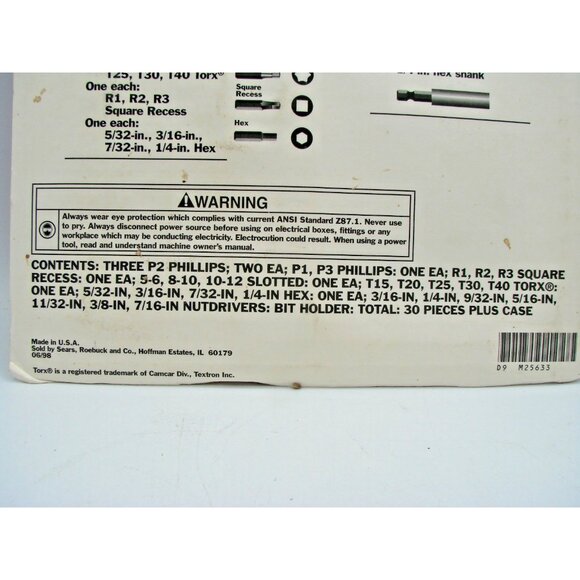 T25, T30, T40 Torx®
One each:
R1, R2, R3
Square Recess
One each:
5/32-in., 3/16-in.,
7/32-in., 1/4-in. Hex
Square
Recess
Hex
hex shank
WARNING
Always wear eye protection which complies with current ANSI Standard Z87.1. Never use
to pry. Always disconnect power source before using on electrical boxes, fittings or any
workplace which may be conducting electricity. Electrocution could result. When using a power
tool, read and understand machine owner's manual.
CONTENTS: THREE P2 PHILLIPS; TWO EA; P1, P3 PHILLIPS: ONE EA; R1, R2, R3 SQUARE
RECESS: ONE EA; 5-6, 8-10, 10-12 SLOTTED: ONE EA; T15, T20, T25, T30, T40 TORX®:
ONE EA; 5/32-IN, 3/16-IN, 7/32-IN, 1/4-IN HEX: ONE EA; 3/16-IN, 1/4-IN, 9/32-IN, 5/16-IN,
11/32-IN, 3/8-IN, 7/16-IN NUTDRIVERS: BIT HOLDER: TOTAL: 30 PIECES PLUS CASE
Made in U.S.A.
Sold by Sears, Roebuck and Co., Hoffman Estates, IL 60179
06/98
Torx® is a registered trademark of Camcar Div., Textron Inc.
D9 M25633